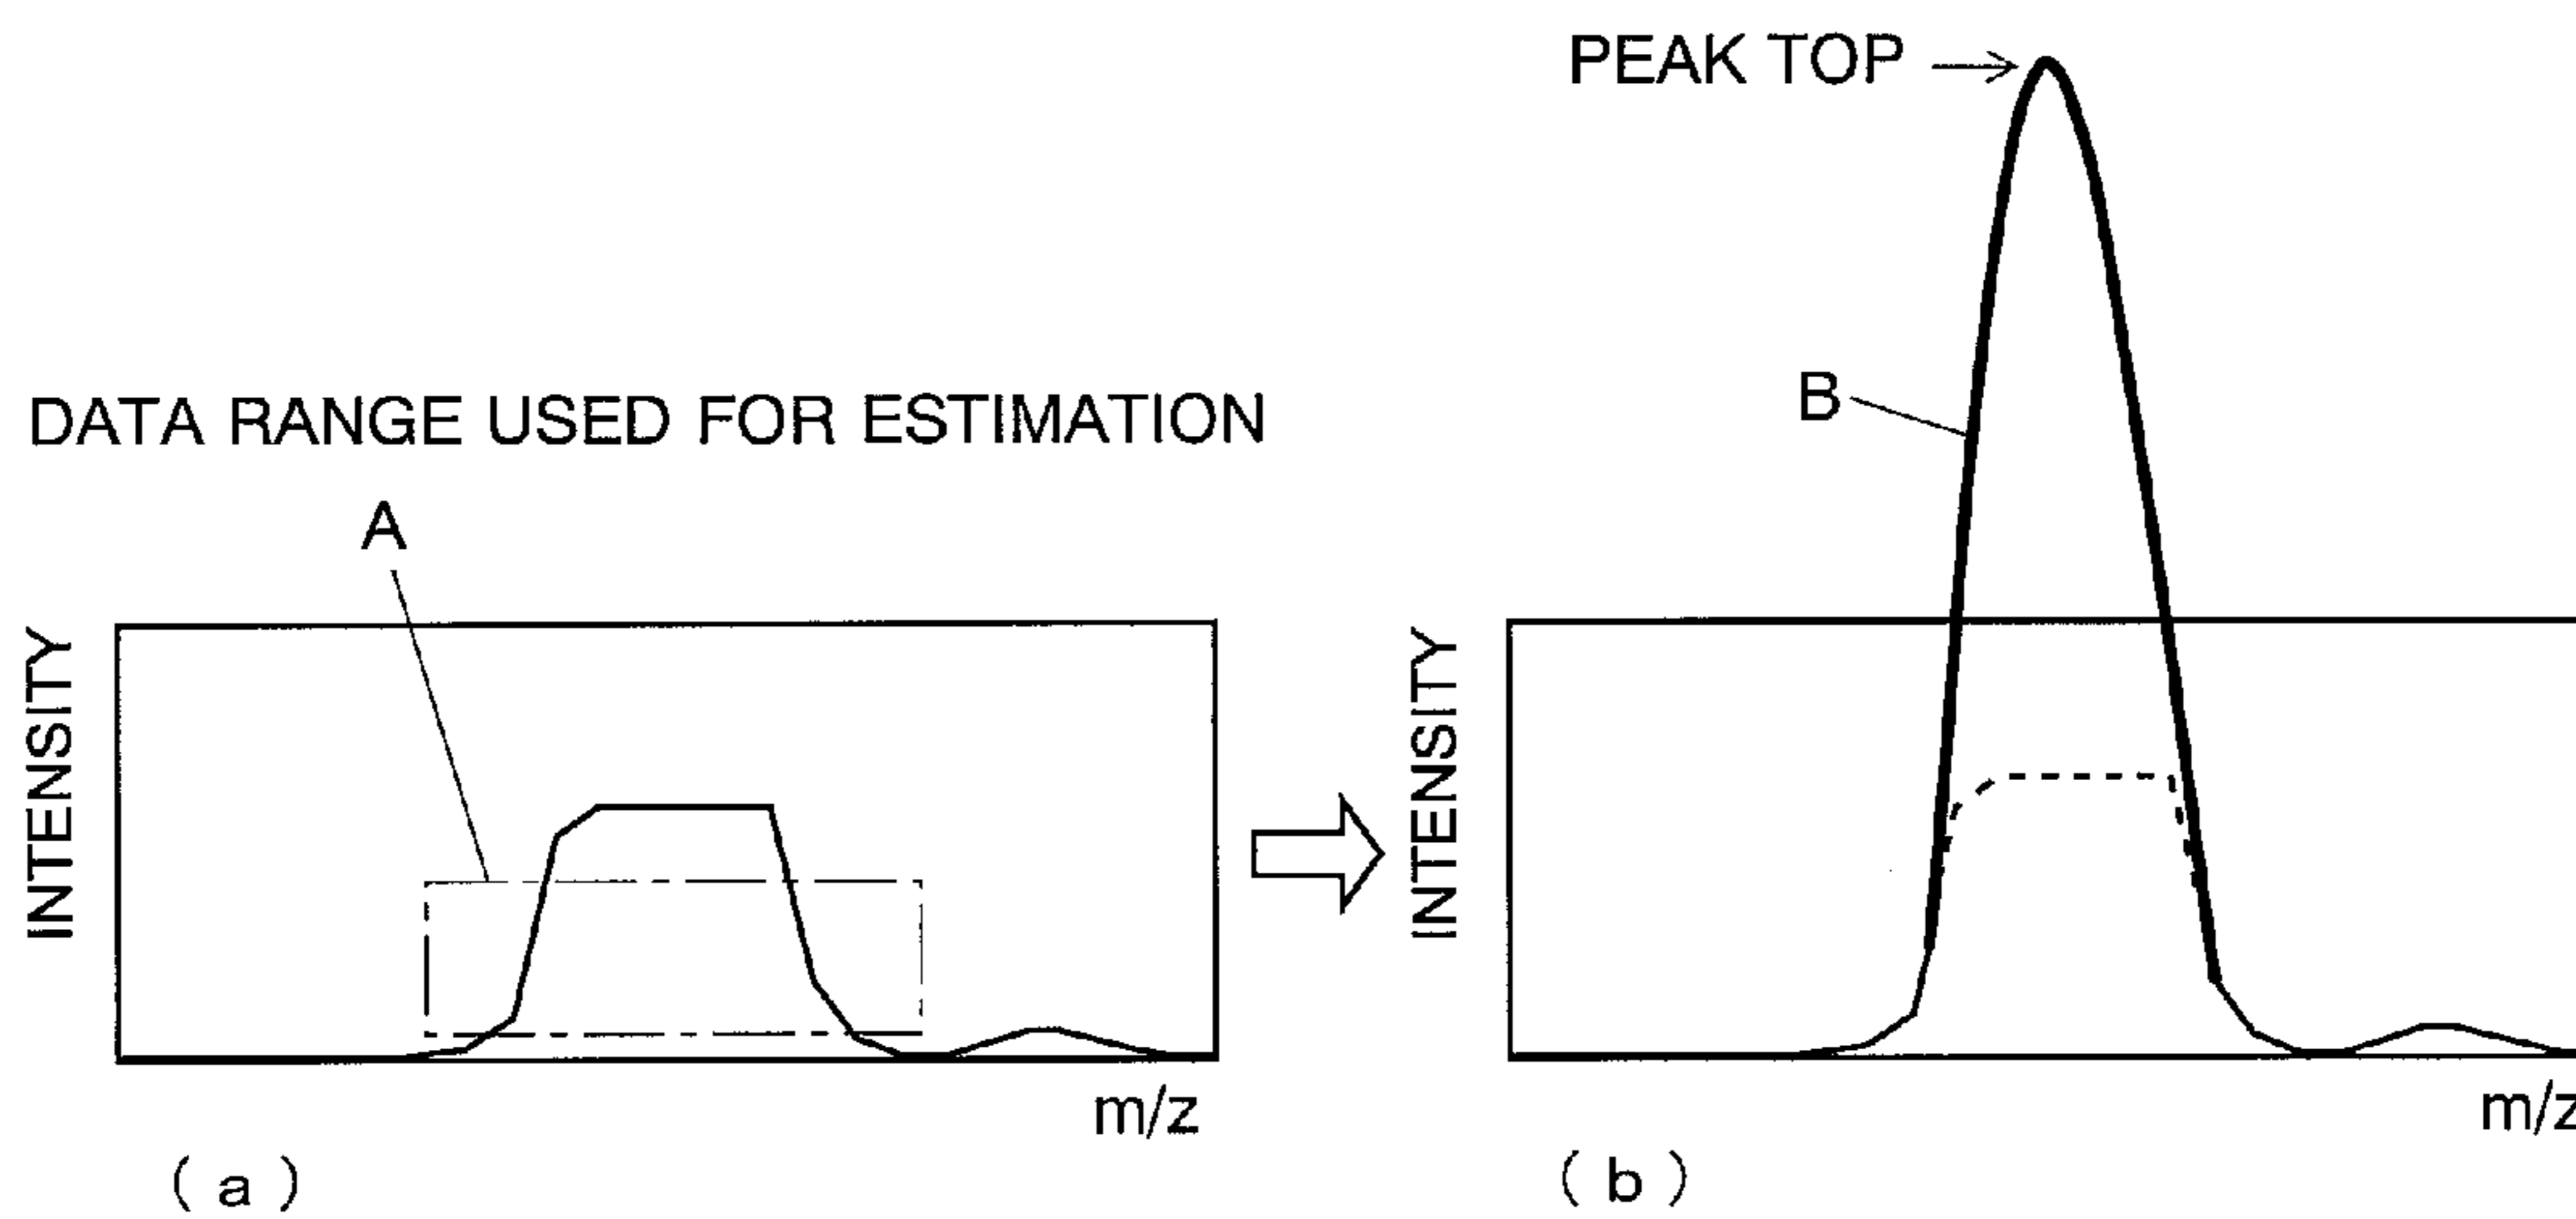 PEAK TOP
B
DATA RANGE USED FOR ESTIMATION
A
INTENSITY
INTENSITY
m/z
m/z
( a )
( b )